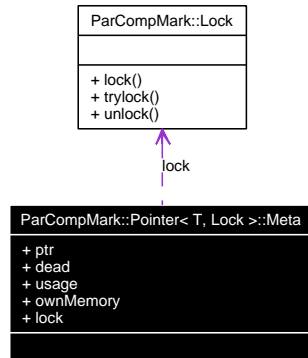 ParCompMark::Lock
+ lock()
+ trylock()
+ unlock()
lock
ParCompMark::Pointer< T, Lock >::Meta
+ ptr
+ dead
+ usage
+ ownMemory
+ lock